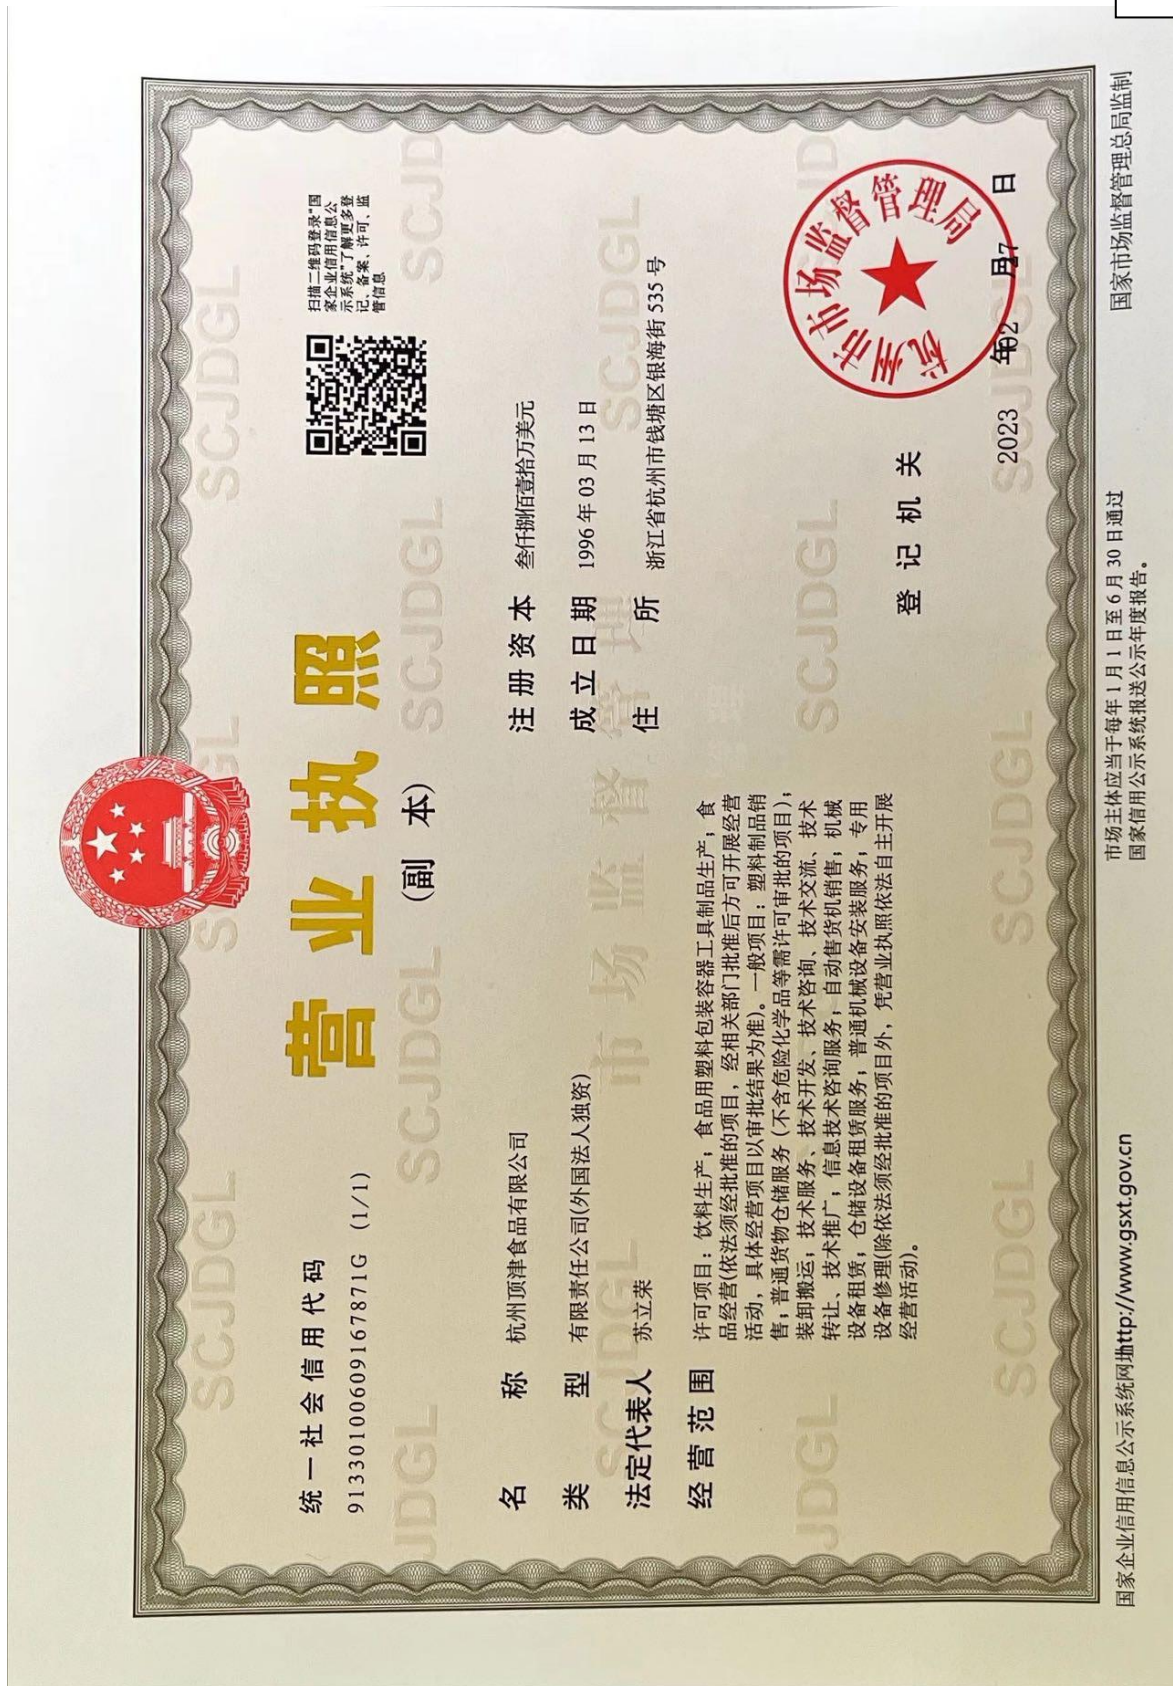 统一社会信用代码
91330100609167871G (1/1)
营业执照
(副 本)
扫描二维码登录“国
家企业信用信息公
示系统”了解更多登
记、备案、许可、监
管信息
名 称 杭州顶津食品有限公司
类 型 有限责任公司(外国法人独资)
法定代表人 苏立荣
经营范围 许可项目：饮料生产；食品用塑料包装容器工具制品生产；食
品经营(依法须经批准的项目，经相关部门批准后方可开展经营
活动，具体经营项目以审批结果为准)。一般项目：塑料制品销
售；普通货物仓储服务（不含危险化学品等需许可审批的项目）；
装卸搬运；技术服务、技术开发、技术咨询、技术交流、技术
转让、技术推广；信息技术咨询服务；自动售货机销售；机械
设备租赁；仓储设备租赁服务；普通机械设备安装服务；专用
设备修理(除依法须经批准的项目外，凭营业执照依法自主开展
经营活动)。
注册资本 叁仟捌佰壹拾万美元
成立日期 1996 年 03 月 13 日
住 所 浙江省杭州市钱塘区银海街 535 号
登记机关
杭州市市场监督管理局
2023 年 02 月 27 日
国家企业信用信息公示系统网址http://www.gsxt.gov.cn
市场主体应当于每年 1 月 1 日至 6 月 30 日通过
国家信用公示系统报送公示年度报告。
国家市场监督管理总局监制
SCJDGL
市场监督管理